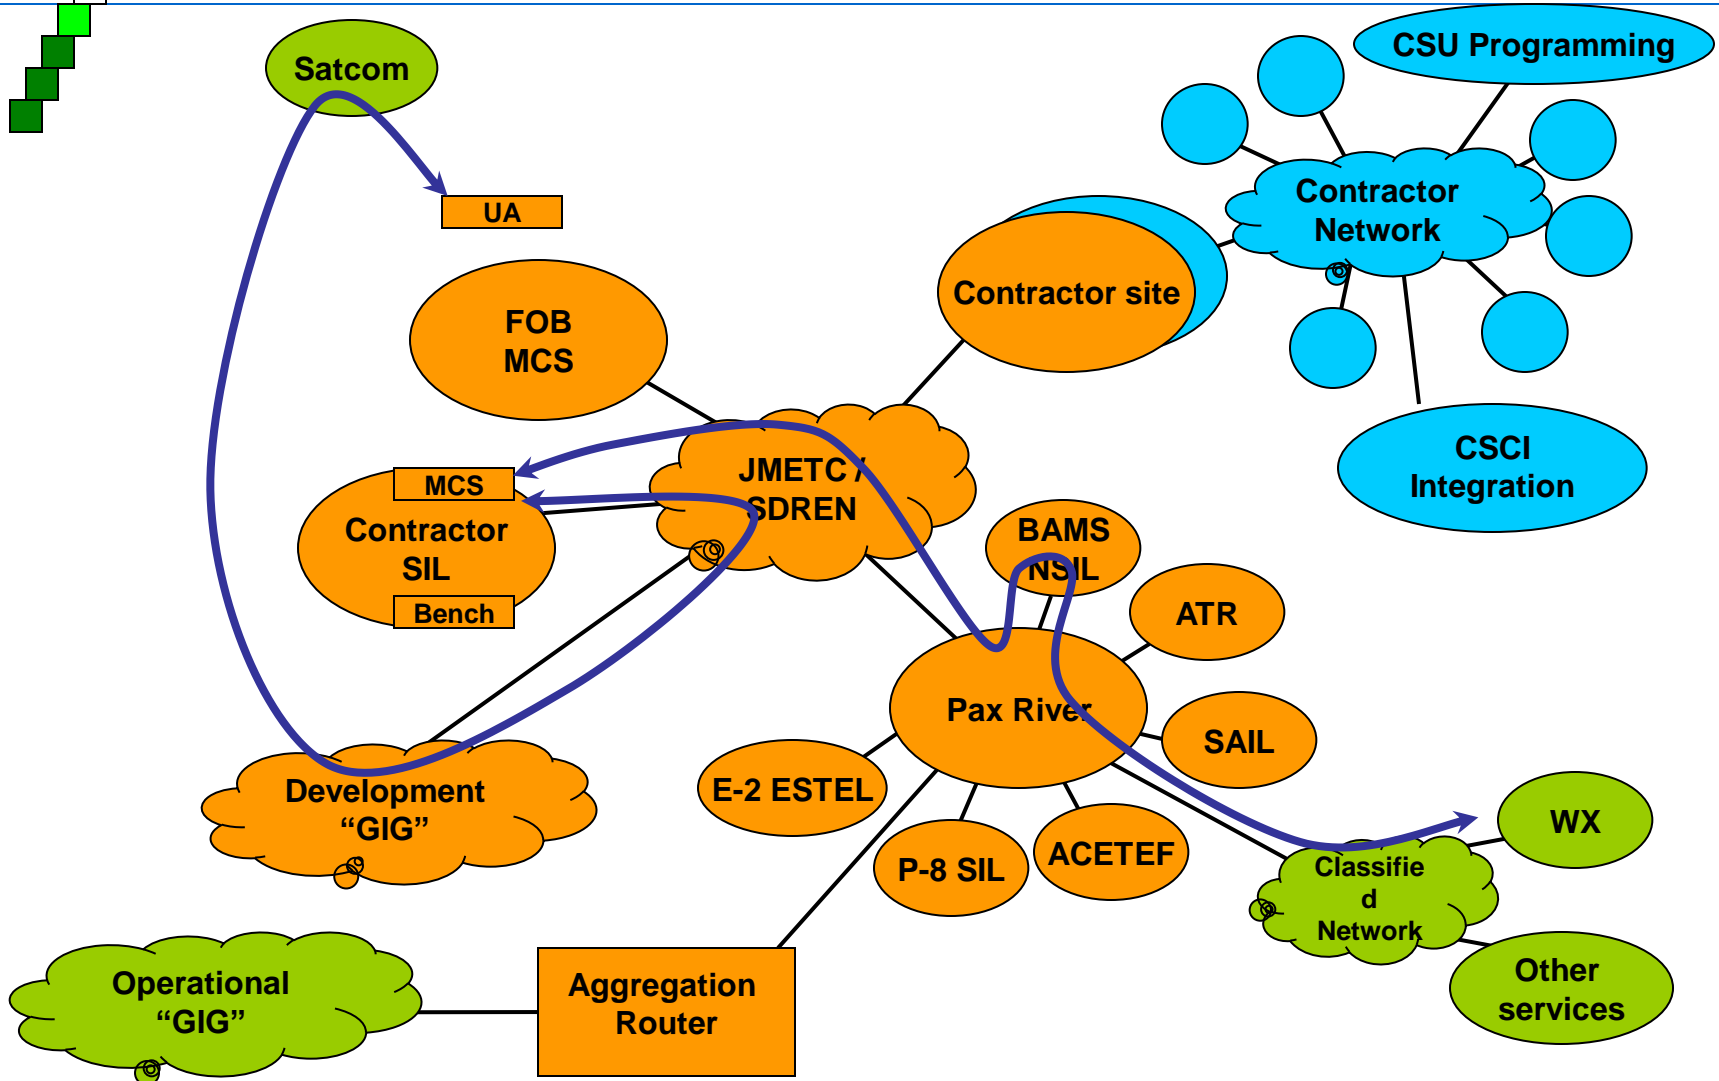 Satcom
CSU Programming
UA
Contractor
Network
Contractor site
FOB
MCS
JMETC /
SDREN
MCS
Contractor
SIL
Bench
CSCI
Integration
BAMS
NSIL
ATR
Pax River
SAIL
E-2 ESTEL
P-8 SIL
ACETEF
Development
“GIG”
WX
Classifie
d
Network
Other
services
Operational
“GIG”
Aggregation
Router